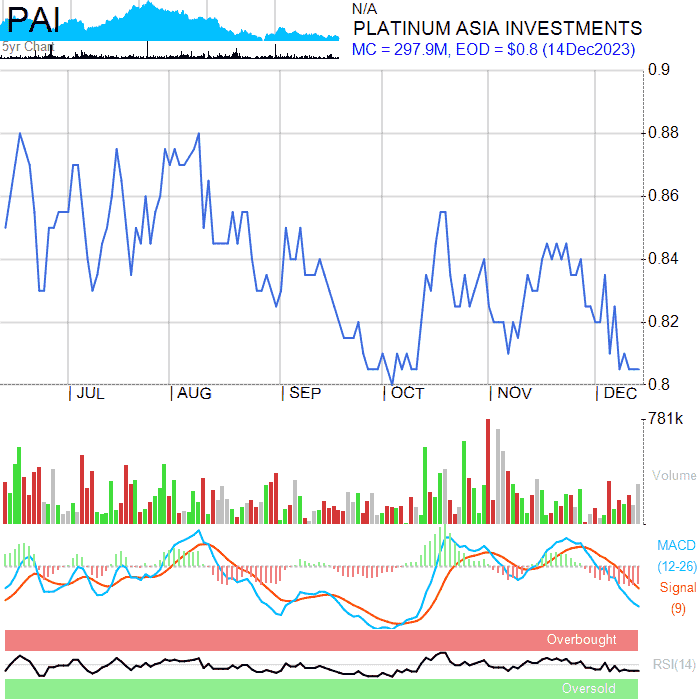 PAI
5yr Chart
N/A
PLATINUM ASIA INVESTMENTS
MC = 297.9M, EOD = $0.8 (14Dec2023)
0.9
0.88
0.86
0.84
0.82
0.8
JUL AUG SEP OCT NOV DEC
781k
Volume
MACD
(12-26)
Signal
(9)
Overbought
RSI(14)
Oversold